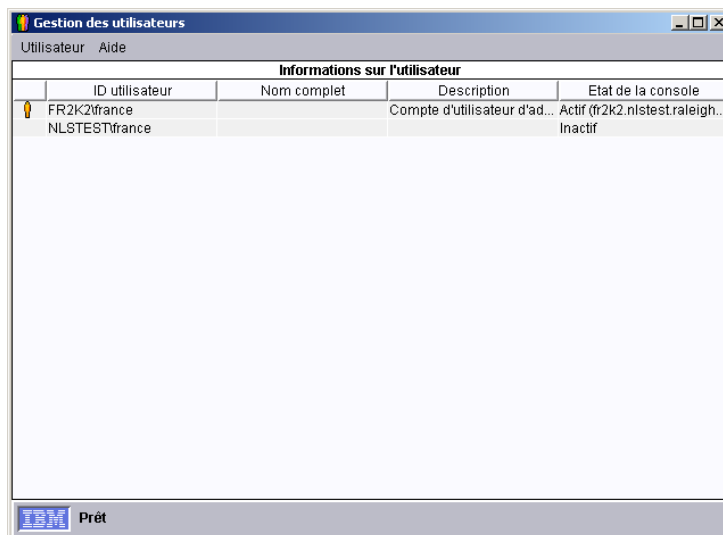 Gestion des utilisateurs
Utilisateur Aide
Informations sur l'utilisateur
ID utilisateur Nom complet Description Etat de la console
FR2K2\france Compte d'utilisateur d'ad... Actif (fr2k2.nlstest.raleigh...
NLSTEST\france Inactif
IBM Prêt